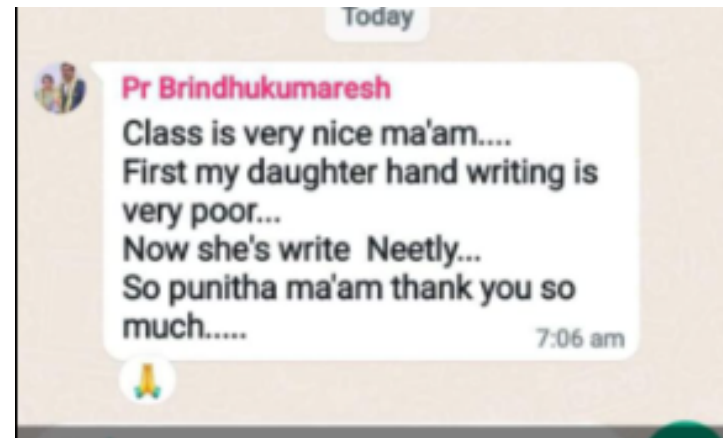 Today
Pr Brindhukumaresh
Class is very nice ma'am....
First my daughter hand writing is
very poor...
Now she's write  Neetly...
So punitha ma'am thank you so
much.....
7:06 am